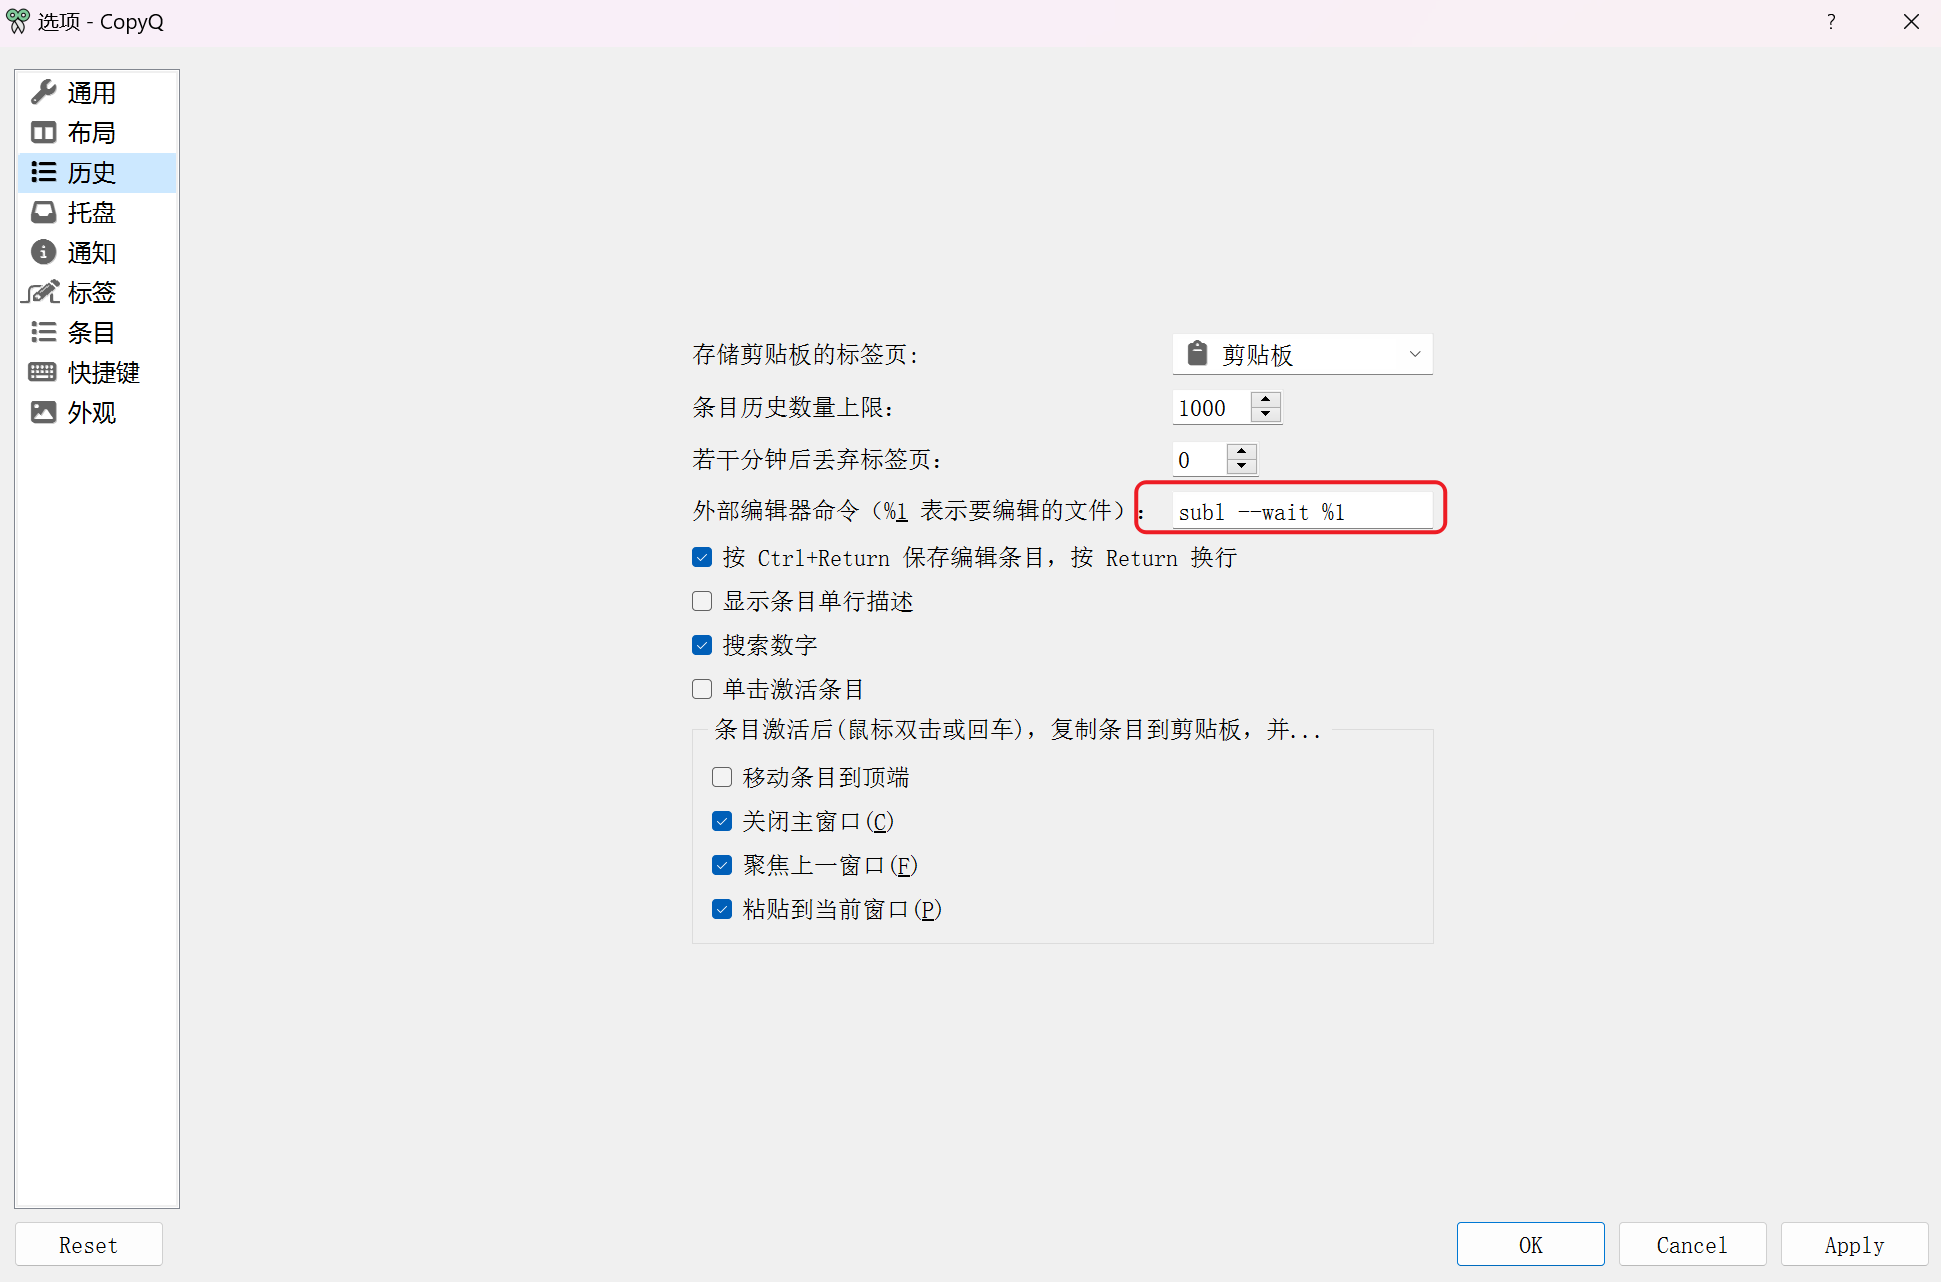 选项 - CopyQ
?
通用
布局
历史
托盘
通知
标签
条目
快捷键
外观
存储剪贴板的标签页: 剪贴板
条目历史数量上限: 1000
若干分钟后丢弃标签页: 0
外部编辑器命令（%1 表示要编辑的文件）: subl --wait %1
按 Ctrl+Return 保存编辑条目，按 Return 换行
显示条目单行描述
搜索数字
单击激活条目
条目激活后(鼠标双击或回车)，复制条目到剪贴板，并...
移动条目到顶端
关闭主窗口(C)
聚焦上一窗口(F)
粘贴到当前窗口(P)
Reset OK Cancel Apply